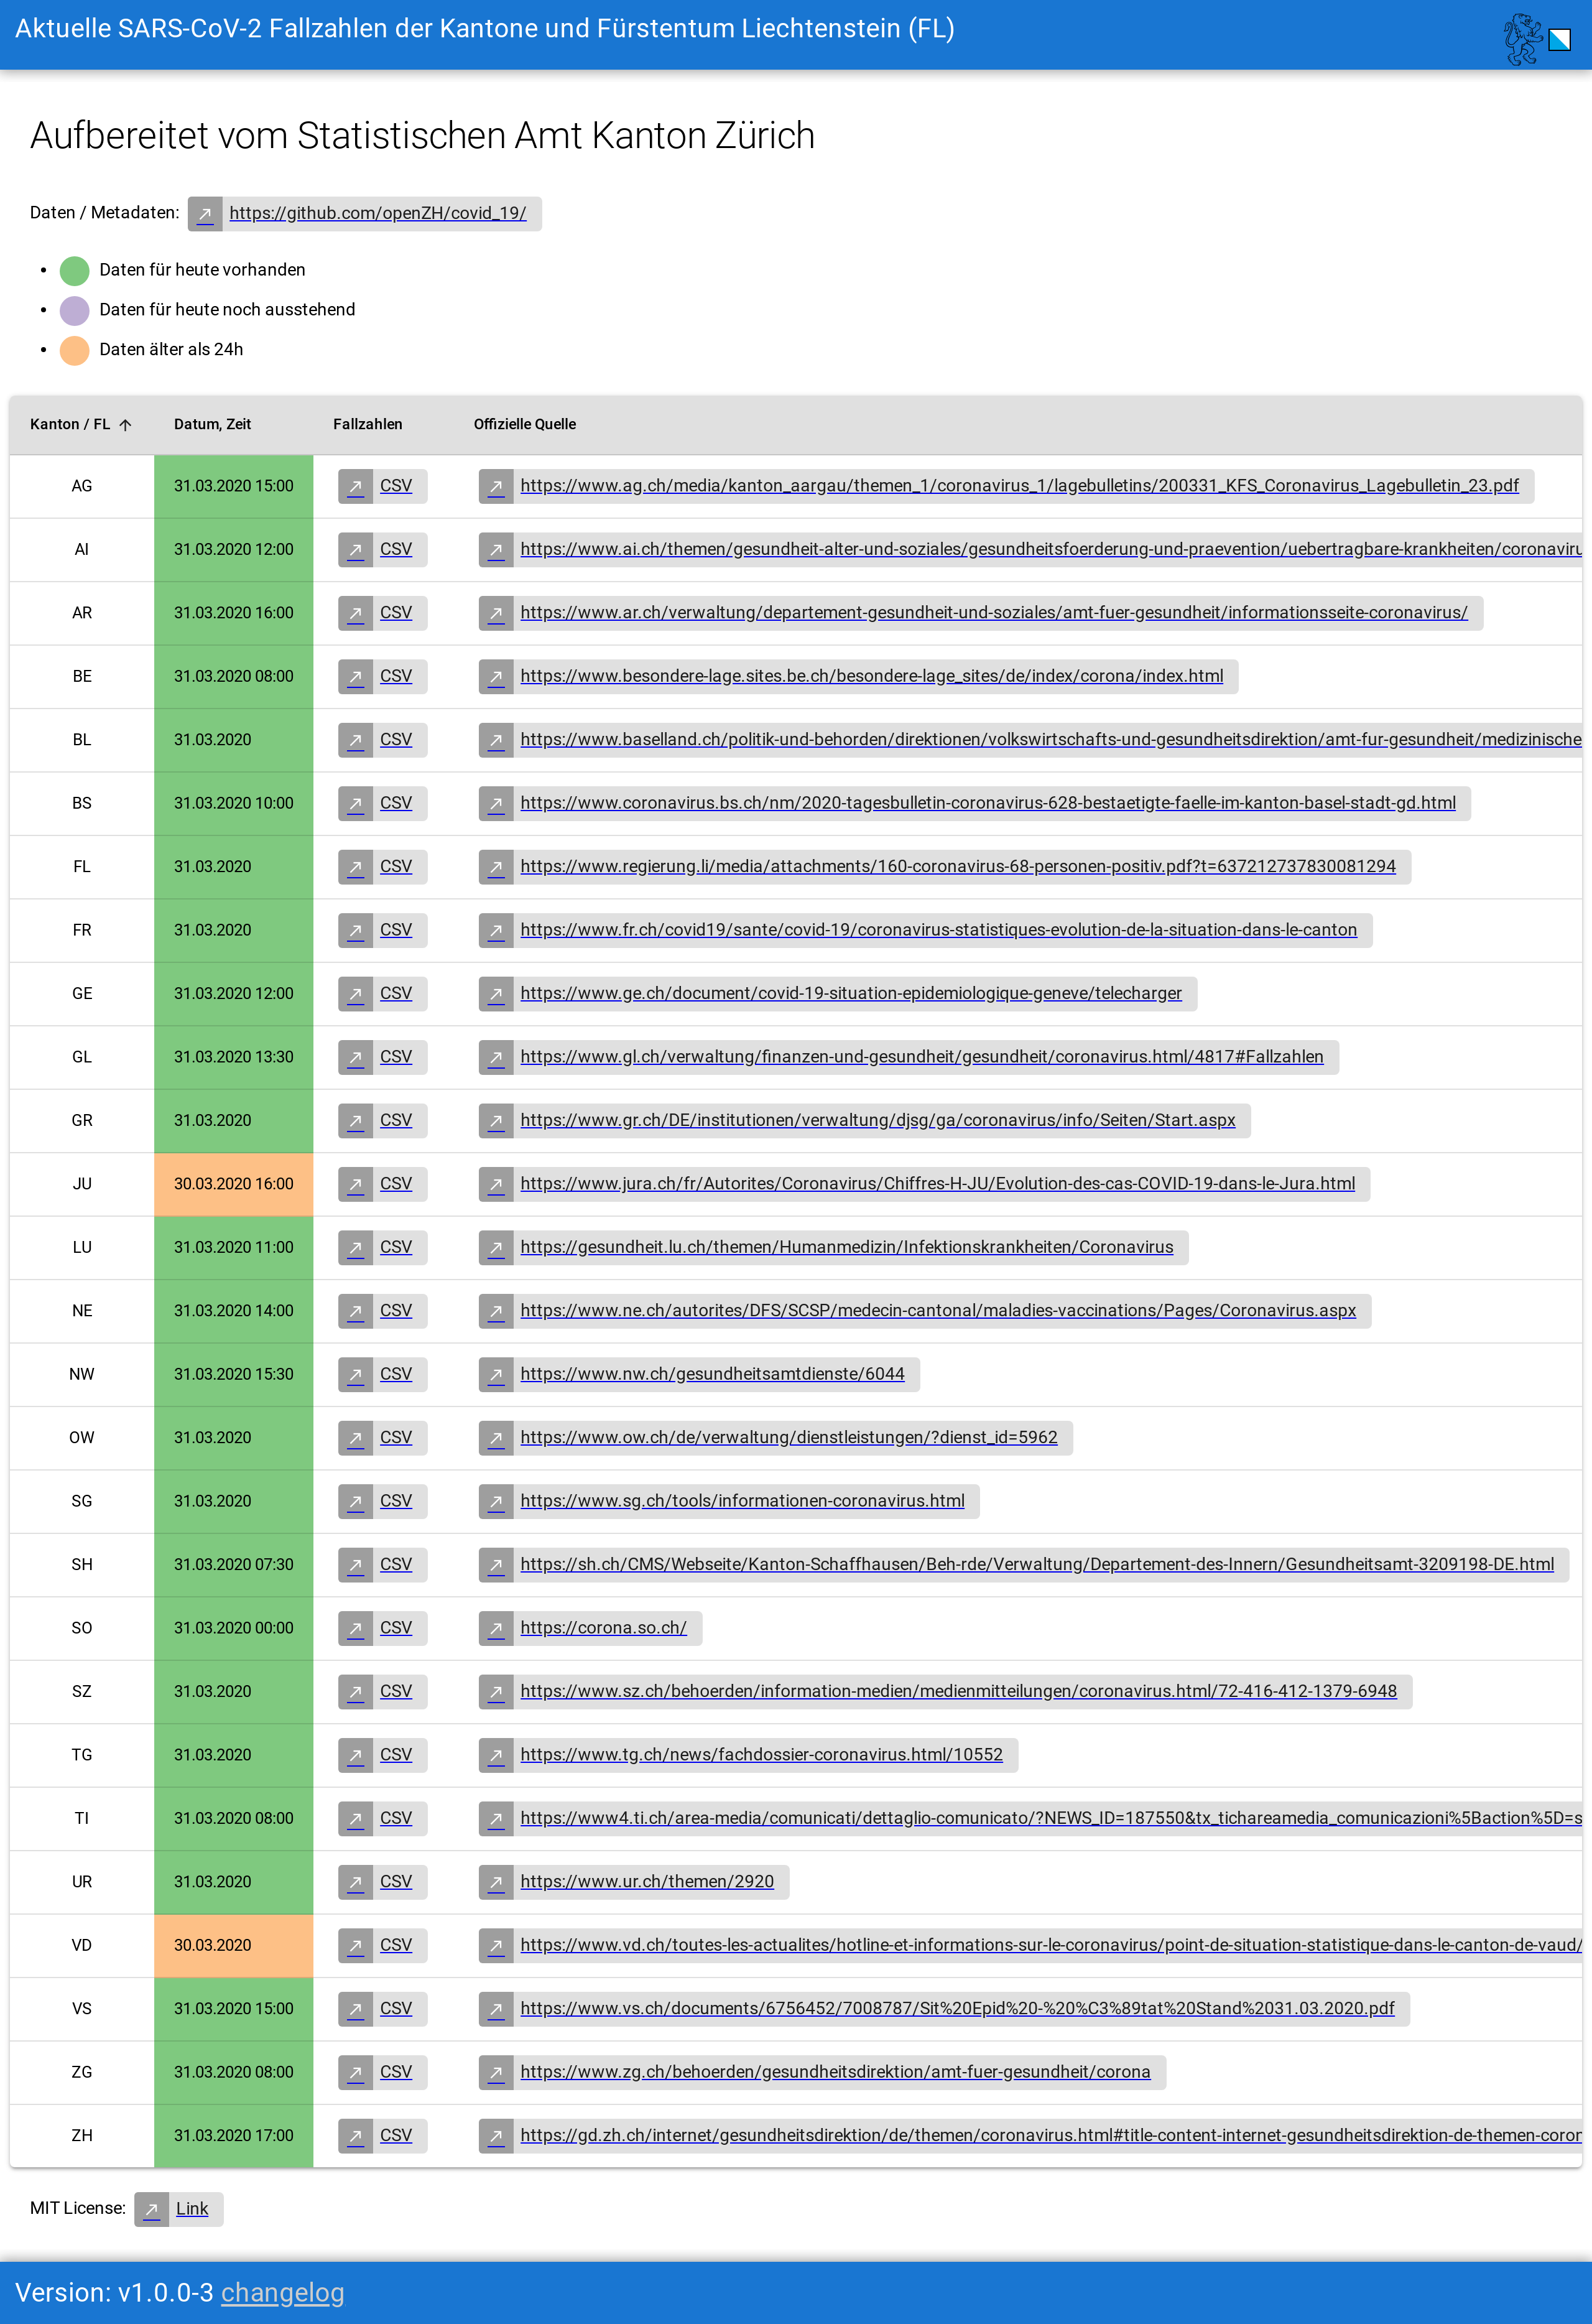 Aktuelle SARS-CoV-2 Fallzahlen der Kantone und Fürstentum Liechtenstein (FL)
Aufbereitet vom Statistischen Amt Kanton Zürich
Daten / Metadaten: https://github.com/openZH/covid_19/
Daten für heute vorhanden
Daten für heute noch ausstehend
Daten älter als 24h
Kanton / FL Datum, Zeit Fallzahlen Offizielle Quelle
AG 31.03.2020 15:00 CSV https://www.ag.ch/media/kanton_aargau/themen_1/coronavirus_1/lagebulletins/200331_KFS_Coronavirus_Lagebulletin_23.pdf
AI 31.03.2020 12:00 CSV https://www.ai.ch/themen/gesundheit-alter-und-soziales/gesundheitsfoerderung-und-praevention/uebertragbare-krankheiten/coronaviru
AR 31.03.2020 16:00 CSV https://www.ar.ch/verwaltung/departement-gesundheit-und-soziales/amt-fuer-gesundheit/informationsseite-coronavirus/
BE 31.03.2020 08:00 CSV https://www.besondere-lage.sites.be.ch/besondere-lage_sites/de/index/corona/index.html
BL 31.03.2020 CSV https://www.baselland.ch/politik-und-behorden/direktionen/volkswirtschafts-und-gesundheitsdirektion/amt-fur-gesundheit/medizinische
BS 31.03.2020 10:00 CSV https://www.coronavirus.bs.ch/nm/2020-tagesbulletin-coronavirus-628-bestaetigte-faelle-im-kanton-basel-stadt-gd.html
FL 31.03.2020 CSV https://www.regierung.li/media/attachments/160-coronavirus-68-personen-positiv.pdf?t=637212737830081294
FR 31.03.2020 CSV https://www.fr.ch/covid19/sante/covid-19/coronavirus-statistiques-evolution-de-la-situation-dans-le-canton
GE 31.03.2020 12:00 CSV https://www.ge.ch/document/covid-19-situation-epidemiologique-geneve/telecharger
GL 31.03.2020 13:30 CSV https://www.gl.ch/verwaltung/finanzen-und-gesundheit/gesundheit/coronavirus.html/4817#Fallzahlen
GR 31.03.2020 CSV https://www.gr.ch/DE/institutionen/verwaltung/djsg/ga/coronavirus/info/Seiten/Start.aspx
JU 30.03.2020 16:00 CSV https://www.jura.ch/fr/Autorites/Coronavirus/Chiffres-H-JU/Evolution-des-cas-COVID-19-dans-le-Jura.html
LU 31.03.2020 11:00 CSV https://gesundheit.lu.ch/themen/Humanmedizin/Infektionskrankheiten/Coronavirus
NE 31.03.2020 14:00 CSV https://www.ne.ch/autorites/DFS/SCSP/medecin-cantonal/maladies-vaccinations/Pages/Coronavirus.aspx
NW 31.03.2020 15:30 CSV https://www.nw.ch/gesundheitsamtdienste/6044
OW 31.03.2020 CSV https://www.ow.ch/de/verwaltung/dienstleistungen/?dienst_id=5962
SG 31.03.2020 CSV https://www.sg.ch/tools/informationen-coronavirus.html
SH 31.03.2020 07:30 CSV https://sh.ch/CMS/Webseite/Kanton-Schaffhausen/Beh-rde/Verwaltung/Departement-des-Innern/Gesundheitsamt-3209198-DE.html
SO 31.03.2020 00:00 CSV https://corona.so.ch/
SZ 31.03.2020 CSV https://www.sz.ch/behoerden/information-medien/medienmitteilungen/coronavirus.html/72-416-412-1379-6948
TG 31.03.2020 CSV https://www.tg.ch/news/fachdossier-coronavirus.html/10552
TI 31.03.2020 08:00 CSV https://www4.ti.ch/area-media/comunicati/dettaglio-comunicato/?NEWS_ID=187550&tx_tichareamedia_comunicazioni%5Baction%5D=s
UR 31.03.2020 CSV https://www.ur.ch/themen/2920
VD 30.03.2020 CSV https://www.vd.ch/toutes-les-actualites/hotline-et-informations-sur-le-coronavirus/point-de-situation-statistique-dans-le-canton-de-vaud/
VS 31.03.2020 15:00 CSV https://www.vs.ch/documents/6756452/7008787/Sit%20Epid%20-%20%C3%89tat%20Stand%2031.03.2020.pdf
ZG 31.03.2020 08:00 CSV https://www.zg.ch/behoerden/gesundheitsdirektion/amt-fuer-gesundheit/corona
ZH 31.03.2020 17:00 CSV https://gd.zh.ch/internet/gesundheitsdirektion/de/themen/coronavirus.html#title-content-internet-gesundheitsdirektion-de-themen-coron
MIT License: Link
Version: v1.0.0-3 changelog